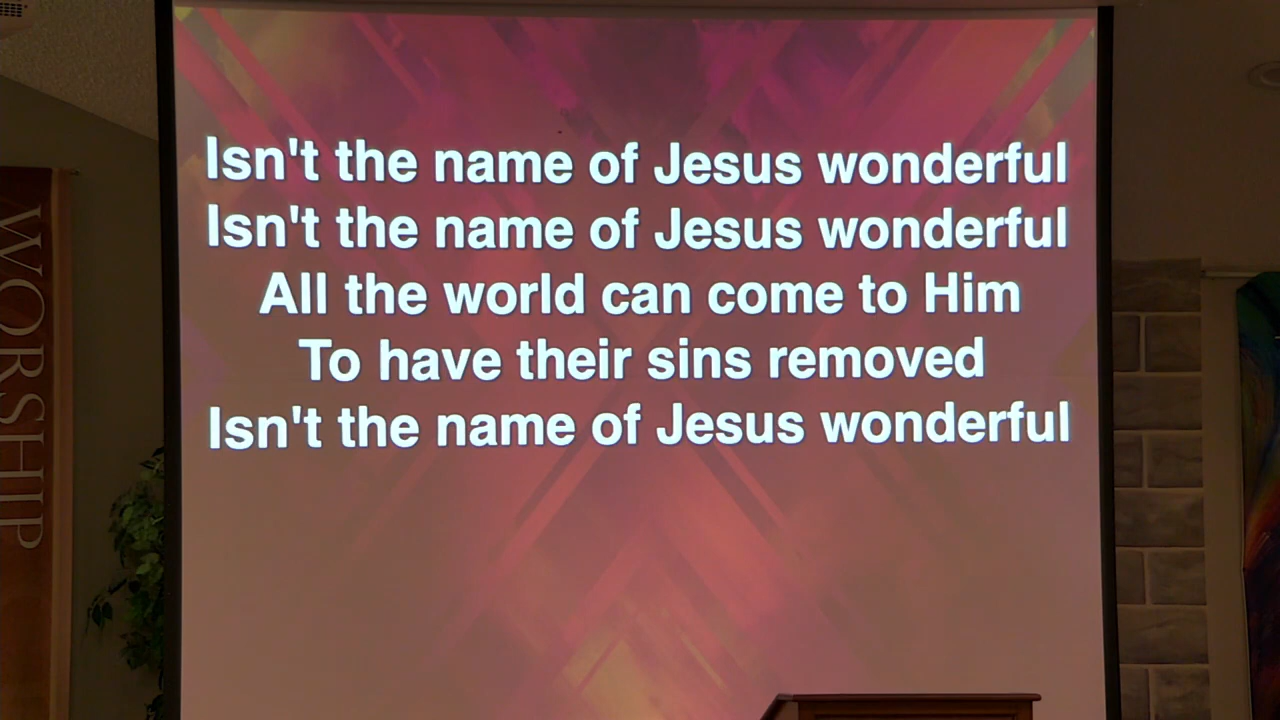 WORSHIP
Isn't the name of Jesus wonderful
Isn't the name of Jesus wonderful
All the world can come to Him
To have their sins removed
Isn't the name of Jesus wonderful